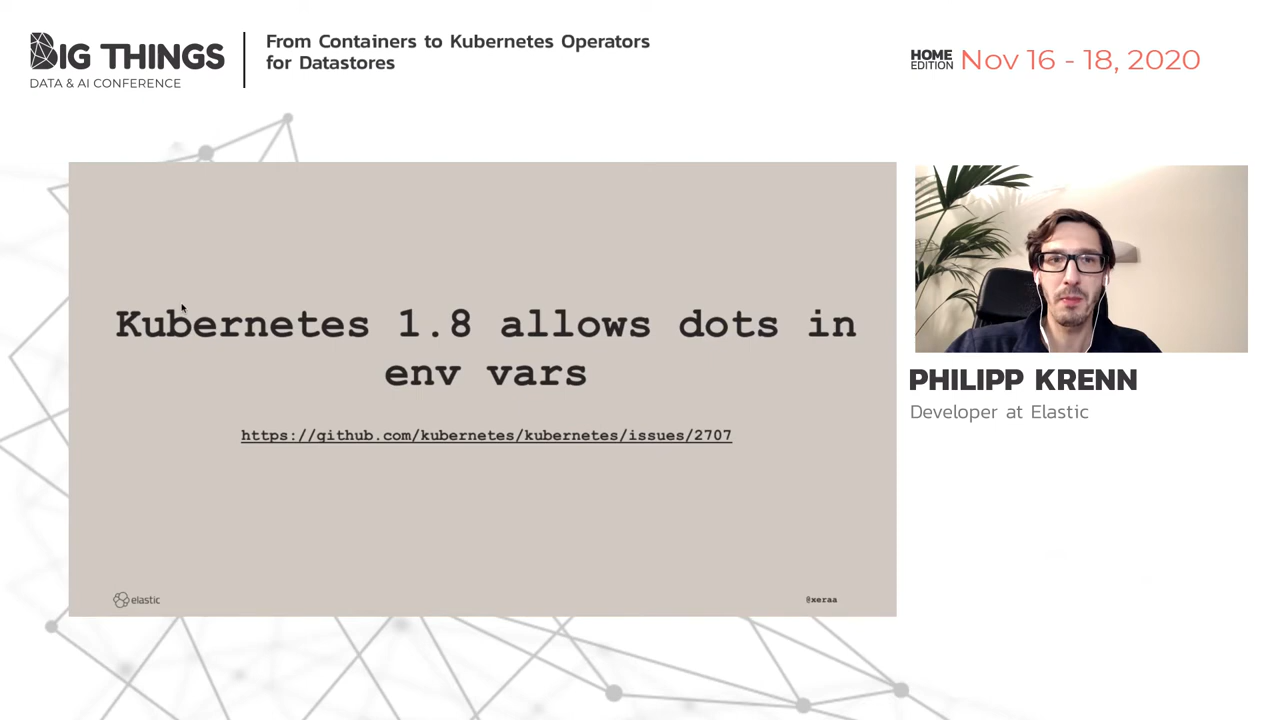 BIG THINGS
DATA & AI CONFERENCE
From Containers to Kubernetes Operators
for Datastores
HOME
EDITION
Nov 16 - 18, 2020
Kubernetes 1.8 allows dots in
env vars
https://github.com/kubernetes/kubernetes/issues/2707
elastic
@xeraa
PHILIPP KRENN
Developer at Elastic